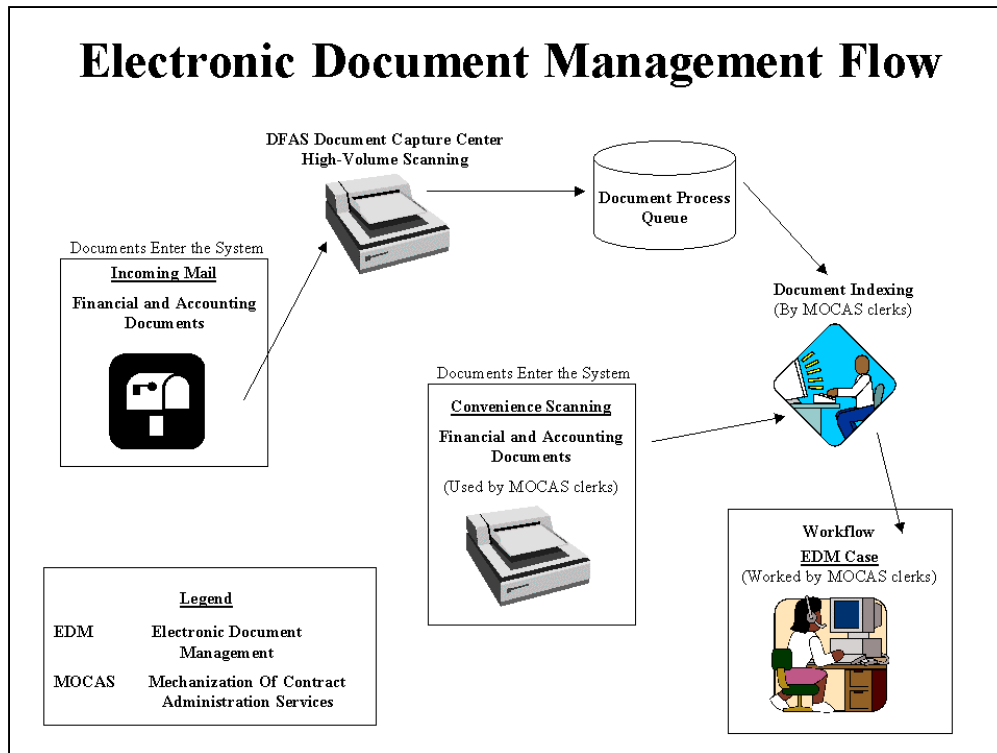 Electronic Document Management Flow
DFAS Document Capture Center
High-Volume Scanning
Document Process
Queue
Documents Enter the System
Incoming Mail
Financial and Accounting
Documents
Document Indexing
(By MOCAS clerks)
Documents Enter the System
Convenience Scanning
Financial and Accounting
Documents
(Used by MOCAS clerks)
Workflow
EDM Case
(Worked by MOCAS clerks)
Legend
EDM Electronic Document
Management
MOCAS Mechanization Of Contract
Administration Services